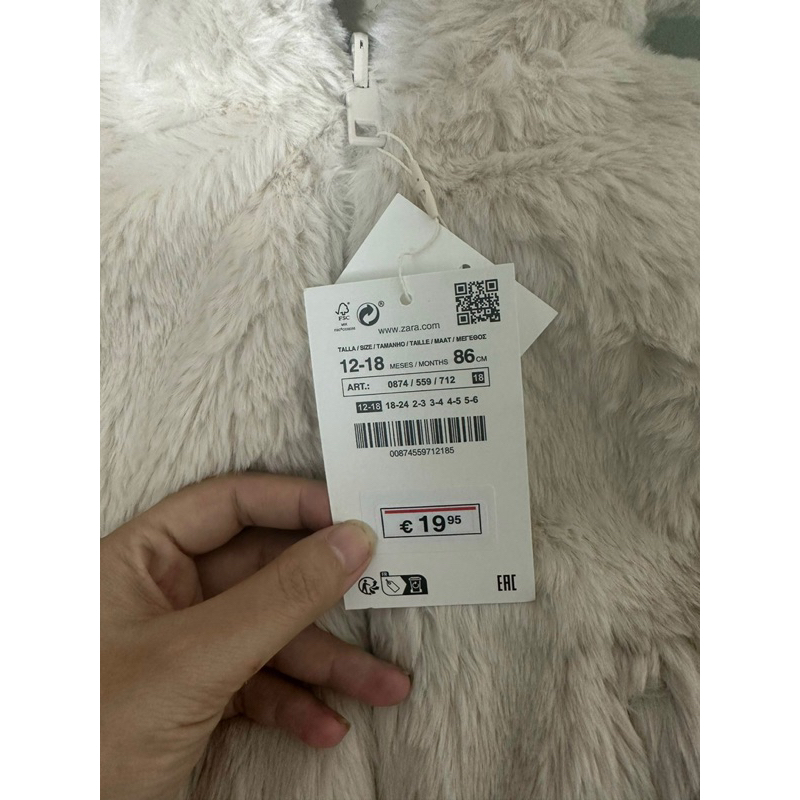 FSC
®
www.zara.com
TALLA / SIZE / TAMANHO / TAILLE / MAAT / ΜΕΓΕΘΟΣ
12-18 MESES / MONTHS 86 CM
ART.: 0874 / 559 / 712 18
12-18 18-24 2-3 3-4 4-5 5-6
00874559712185
€ 19 95
FR
EAC